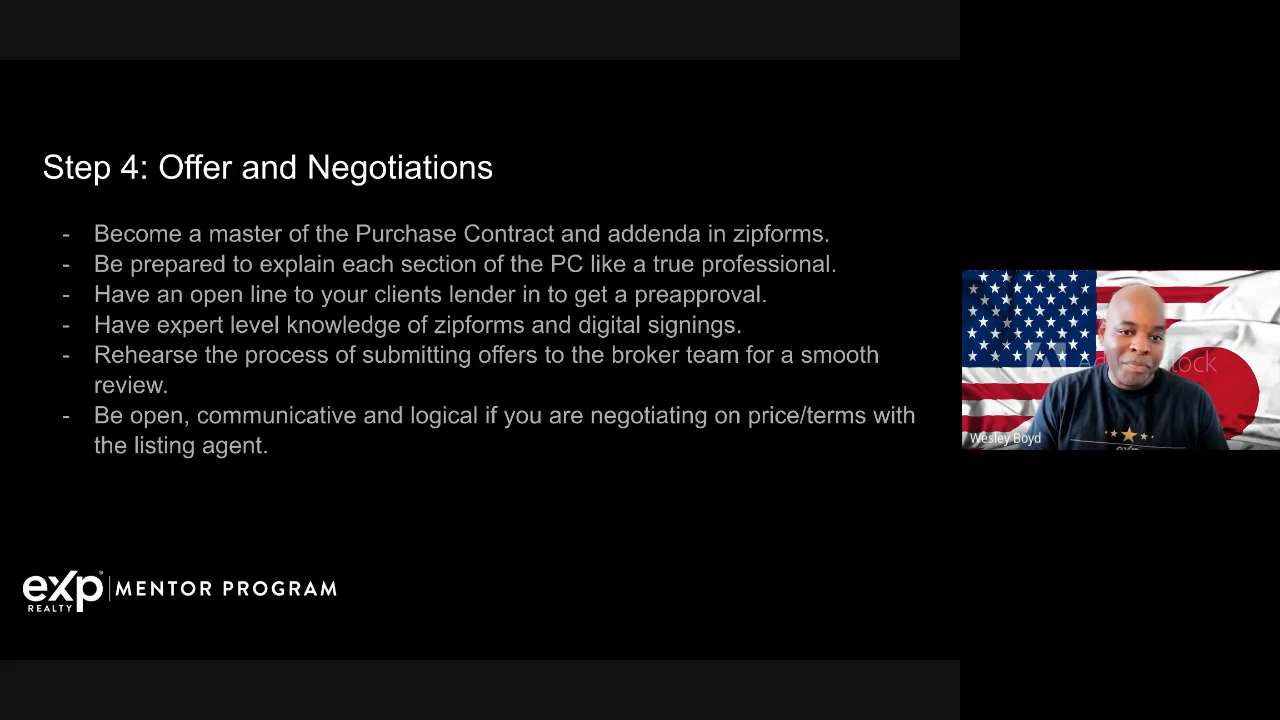 Step 4: Offer and Negotiations
- Become a master of the Purchase Contract and addenda in zipforms.
- Be prepared to explain each section of the PC like a true professional.
- Have an open line to your clients lender in to get a preapproval.
- Have expert level knowledge of zipforms and digital signings.
- Rehearse the process of submitting offers to the broker team for a smooth
review.
- Be open, communicative and logical if you are negotiating on price/terms with
the listing agent.
Wesley Boyd
exp
REALTY
MENTOR PROGRAM